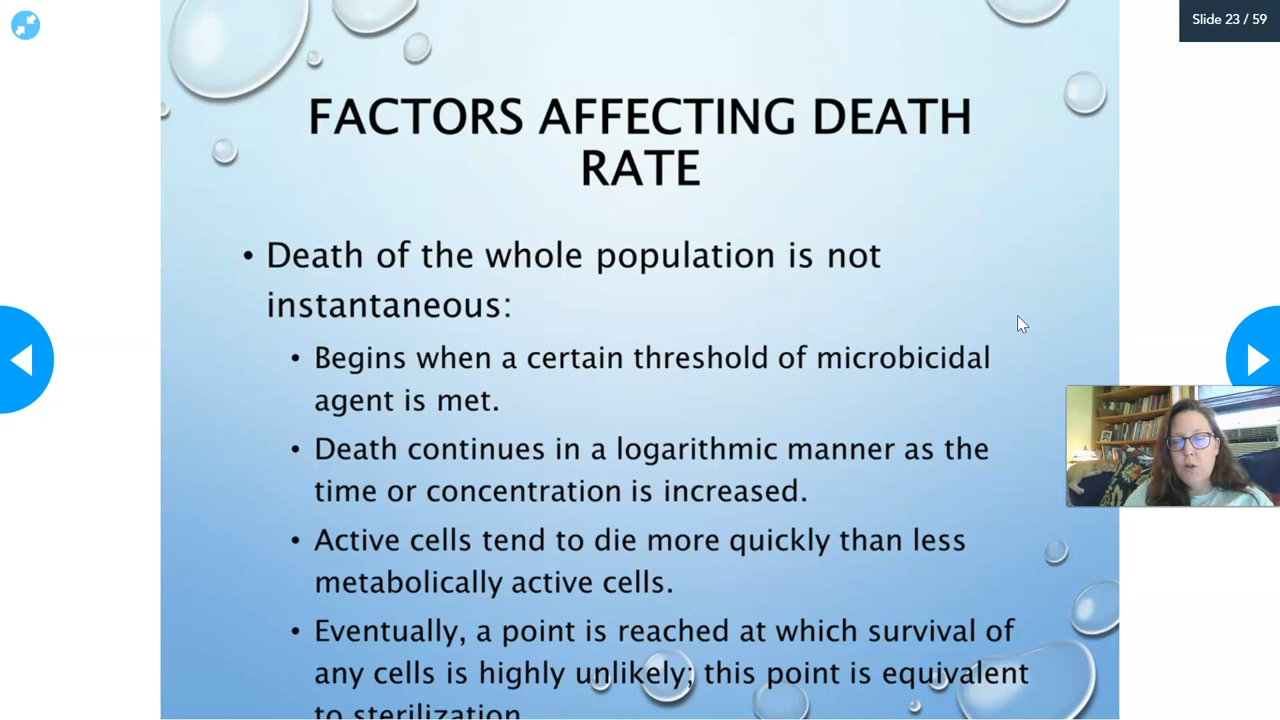 Slide 23 / 59
FACTORS AFFECTING DEATH
RATE
• Death of the whole population is not
instantaneous:
• Begins when a certain threshold of microbicidal
agent is met.
• Death continues in a logarithmic manner as the
time or concentration is increased.
• Active cells tend to die more quickly than less
metabolically active cells.
• Eventually, a point is reached at which survival of
any cells is highly unlikely; this point is equivalent
to sterilization